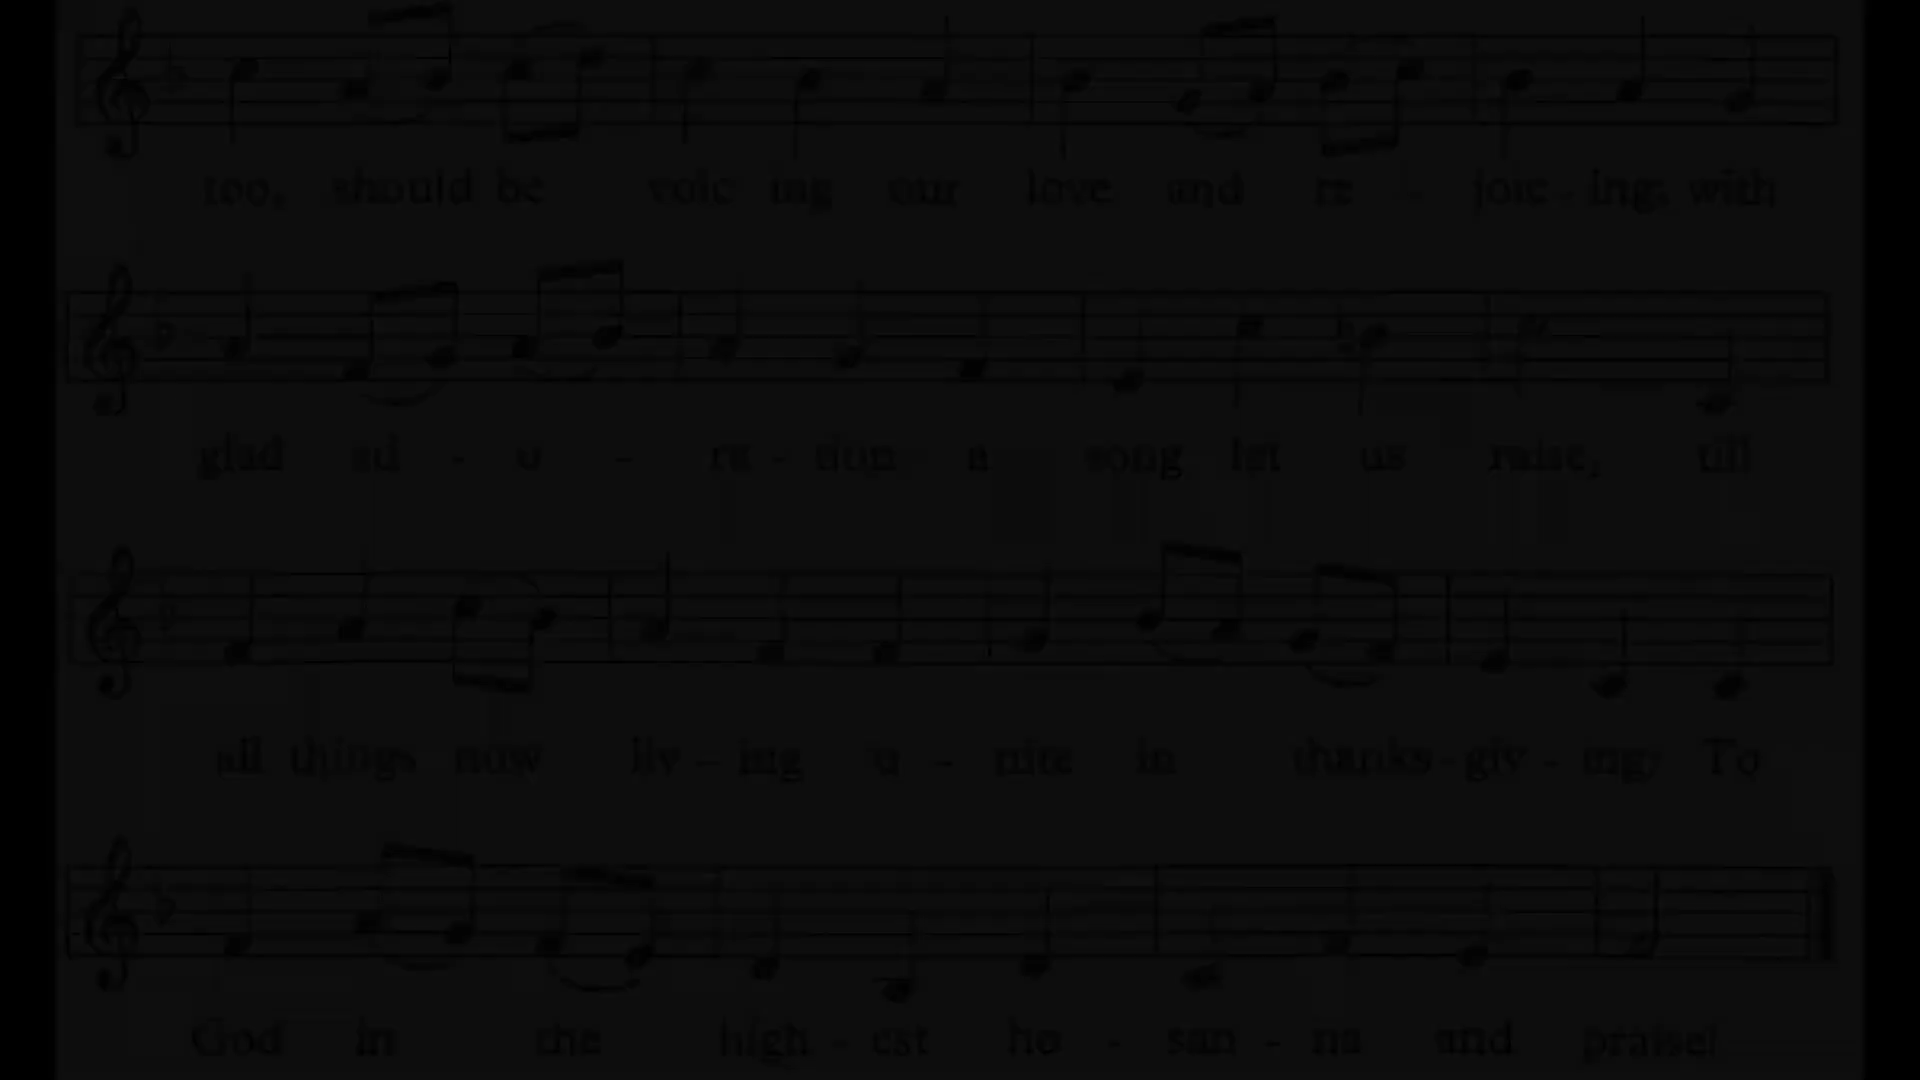 too, should be voic ing our love and re - joic - ing; with
glad ad - o - ra - tion a song let us raise, till
all things now liv - ing u - nite in thanks - giv - ing: To
God in the high - est ho - san - na and praise!